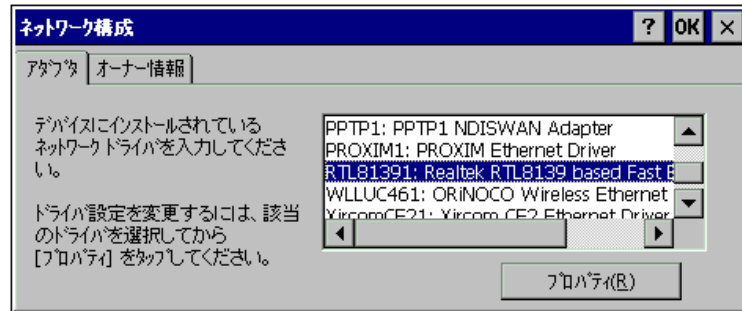 ネットワーク構成 ? OK ×
アダプタ オーナー情報
デバイスにインストールされている
ネットワーク ドライバを入力してくださ
い。
ドライバ設定を変更するには、該当
のドライバを選択してから
[プロパティ] をタップしてください。
PPTP1: PPTP1 NDISWAN Adapter
PROXIM1: PROXIM Ethernet Driver
RTL81391: Realtek RTL8139 based Fast E
WLLUC461: ORiNOCO Wireless Ethernet
XircomCE21: Xircom CE2 Ethernet Driver
プロパティ(R)